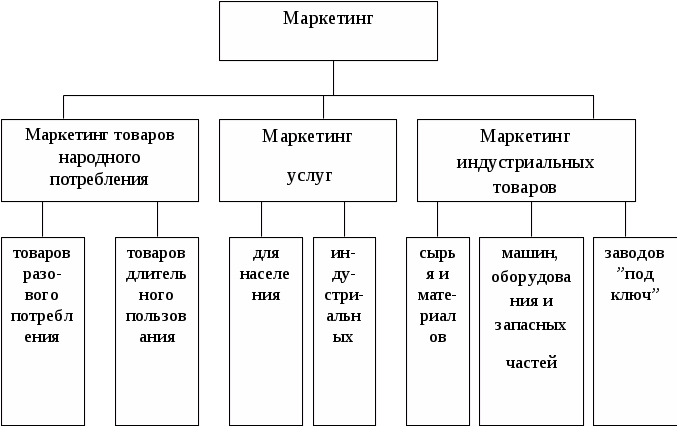 Маркетинг
Маркетинг товаров
народного
потребления
Маркетинг
услуг
Маркетинг
индустриальных
товаров
товаров
разо-
вого
потребл
ения
товаров
длитель
ного
пользов
ания
для
населе
ния
ин-
ду-
стри-
альн
ых
сырь
я и
мате-
риал
ов
машин,
оборудова
ния и
запасных
частей
заводов
”под
ключ”